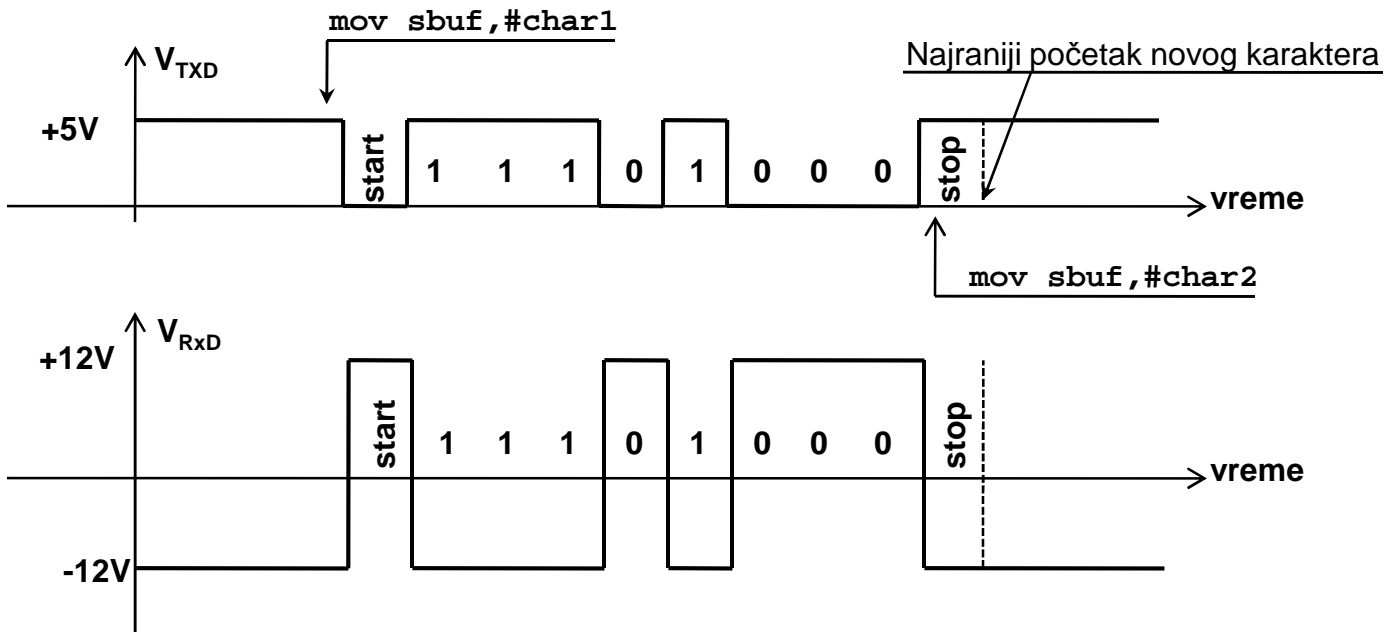 mov sbuf,#char1
V_TXD
Najraniji početak novog karaktera
+5V
start 1 1 1 0 1 0 0 0 stop
vreme
mov sbuf,#char2
V_RxD
+12V
start 1 1 1 0 1 0 0 0 stop
vreme
-12V